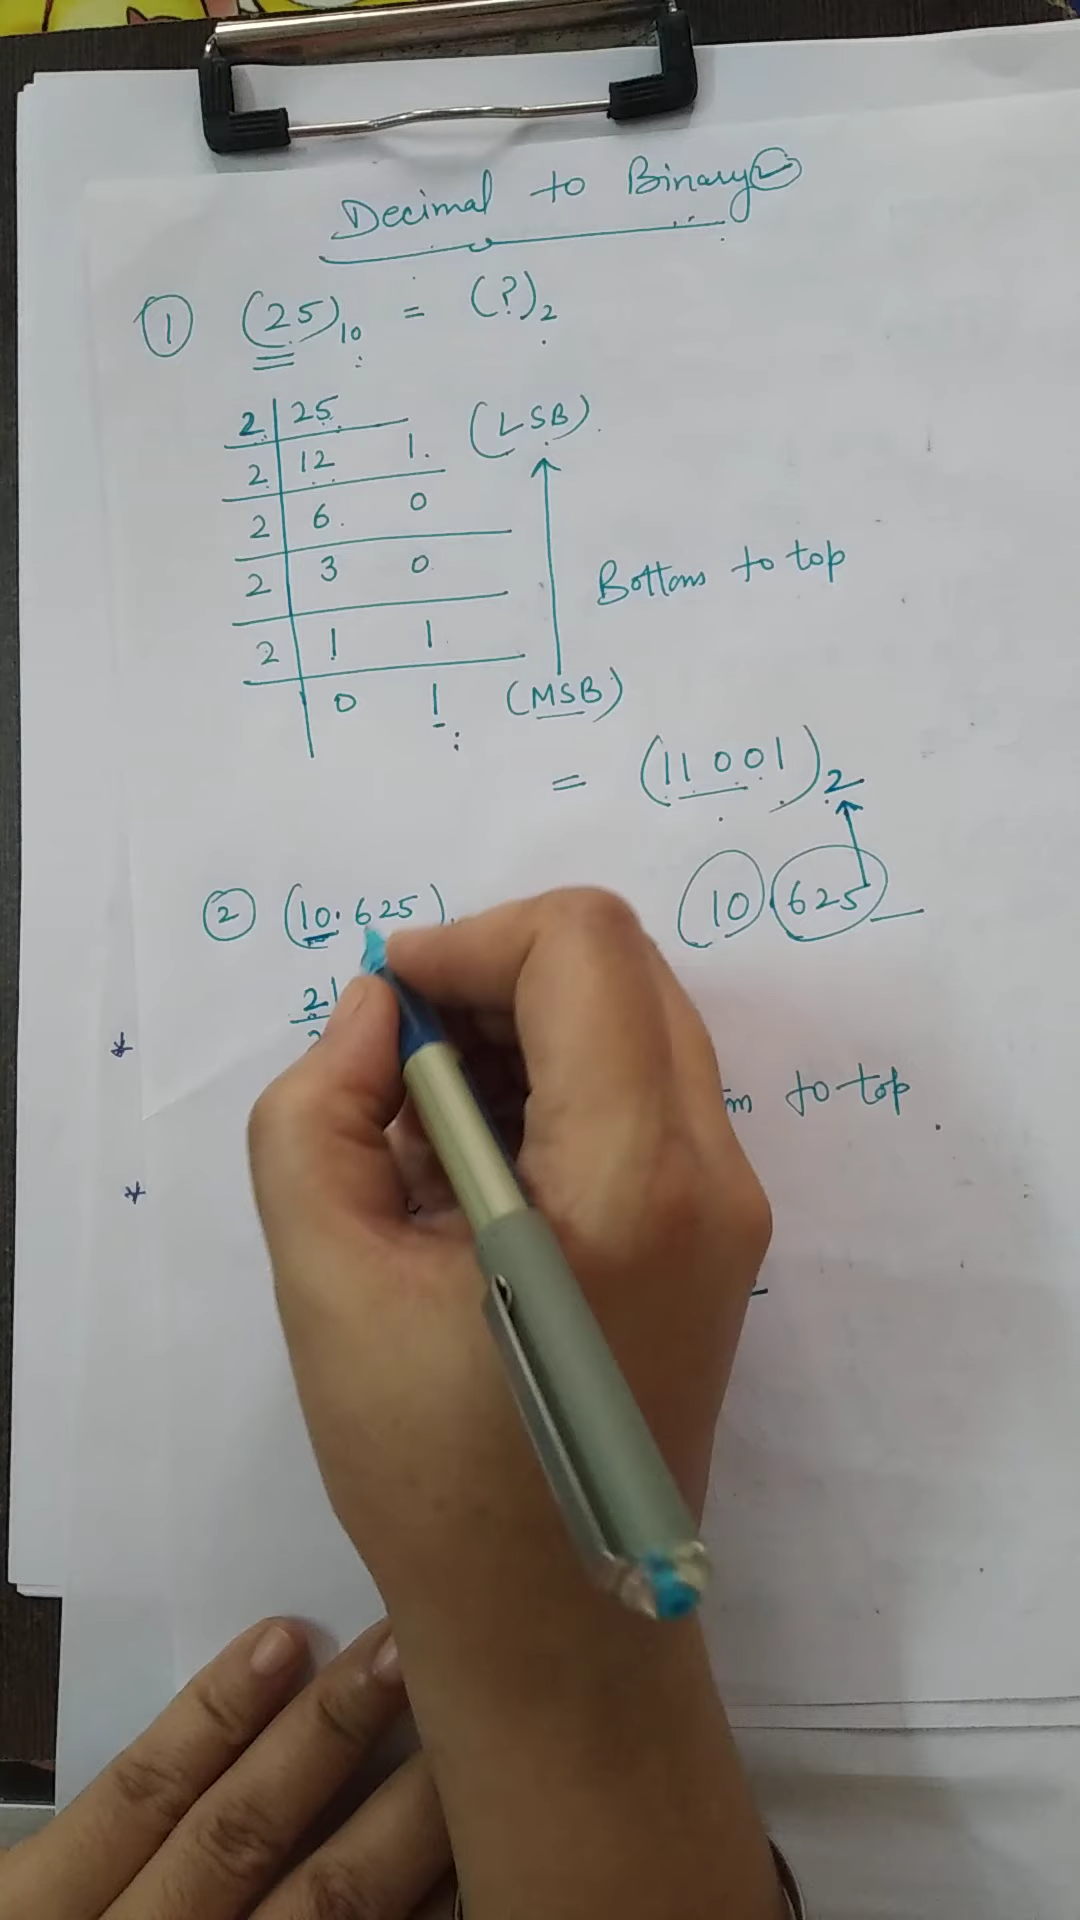 Decimal to Binary
① (25)10 = (?)2
2 | 25
2 | 12 1 (LSB)
2 | 6 0
2 | 3 0
Bottom to top
2 | 1 1
0 1 (MSB)
= (11001)2
② (10.625)
10.625
2
to top